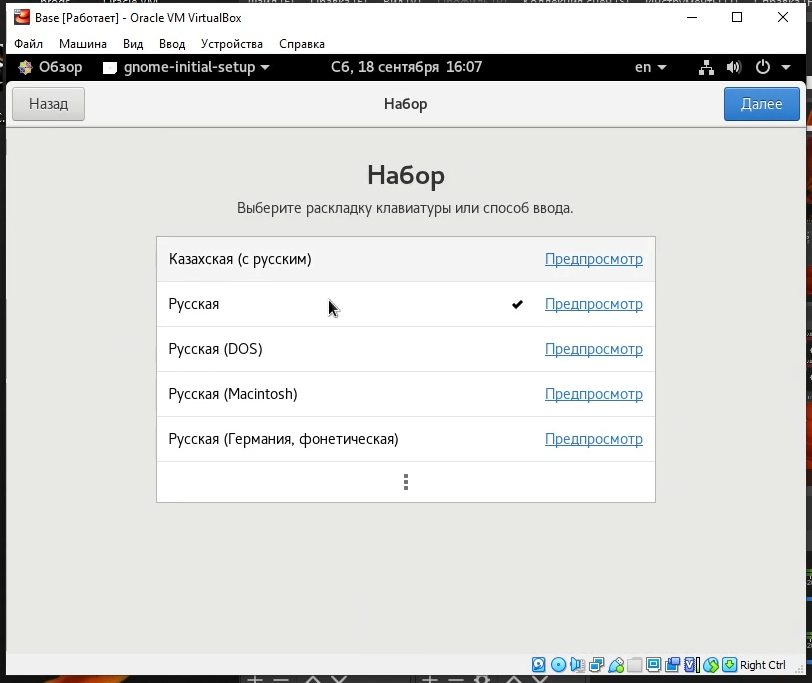 Base [Работает] - Oracle VM VirtualBox
Файл Машина Вид Ввод Устройства Справка
Обзор gnome-initial-setup Сб, 18 сентября 16:07 en
Назад Набор Далее
Набор
Выберите раскладку клавиатуры или способ ввода.
Казахская (с русским) Предпросмотр
Русская Предпросмотр
Русская (DOS) Предпросмотр
Русская (Macintosh) Предпросмотр
Русская (Германия, фонетическая) Предпросмотр
Right Ctrl